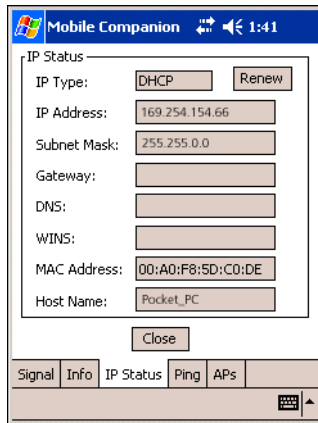 Mobile Companion 1:41
IP Status
IP Type: DHCP Renew
IP Address: 169.254.154.66
Subnet Mask: 255.255.0.0
Gateway:
DNS:
WINS:
MAC Address: 00:A0:F8:5D:C0:DE
Host Name: Pocket_PC
Close
Signal Info IP Status Ping APs